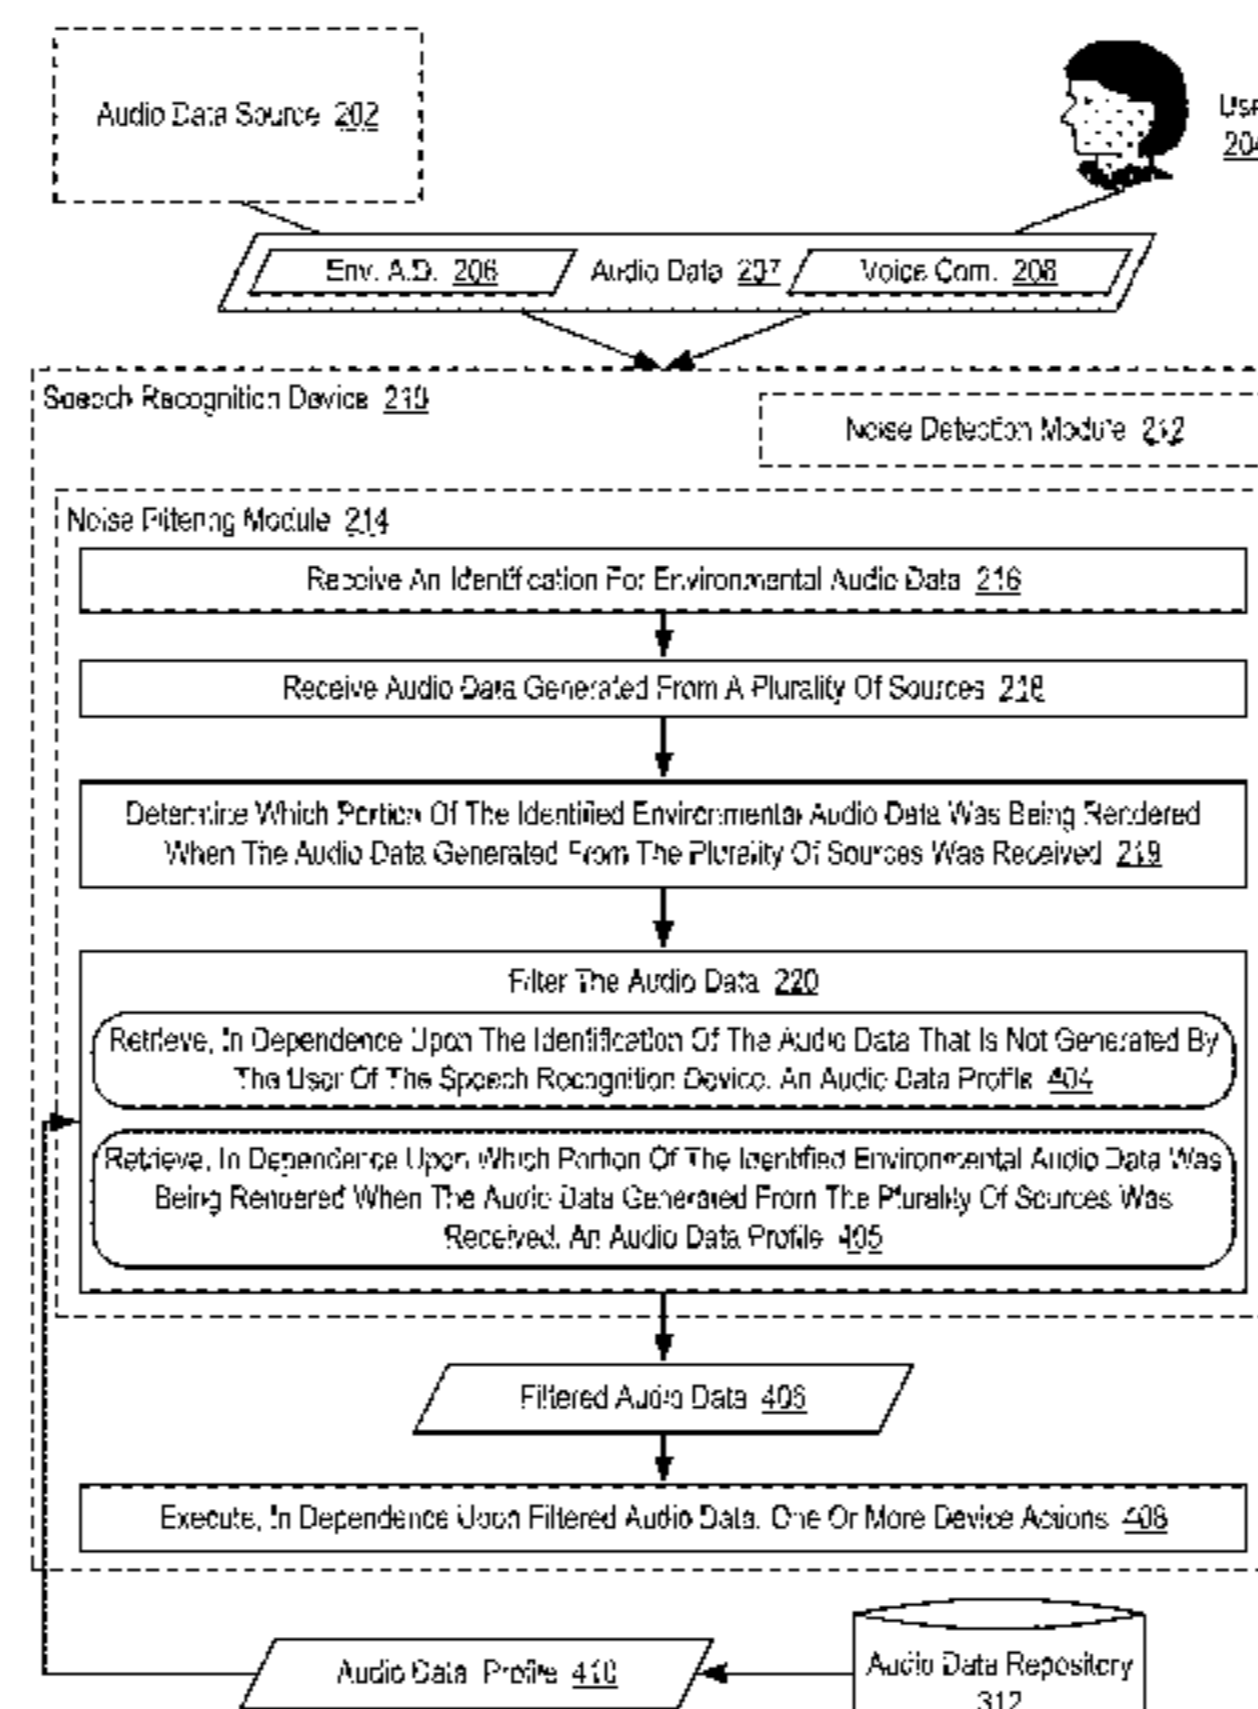 Audio Data Source 202
Use
204
Env. A.D. 206
Audio Data 207
Voice Com. 208
Speech Recognition Device 210
Noise Detection Module 212
Noise Filtering Module 214
Receive An Identification For Environmental Audio Data 216
Receive Audio Data Generated From A Plurality Of Sources 218
Determine Which Portion Of The Identified Environmental Audio Data Was Being Rendered
When The Audio Data Generated From The Plurality Of Sources Was Received 219
Filter The Audio Data 220
Retrieve, In Dependence Upon The Identification Of The Audio Data That Is Not Generated By
The User Of The Speech Recognition Device, An Audio Data Profile 404
Retrieve, In Dependence Upon Which Portion Of The Identified Environmental Audio Data Was
Being Rendered When The Audio Data Generated From The Plurality Of Sources Was
Received, An Audio Data Profile 405
Filtered Audio Data 406
Execute, In Dependence Upon Filtered Audio Data, One Or More Device Actions 408
Audio Data Profile 410
Audio Data Repository
312